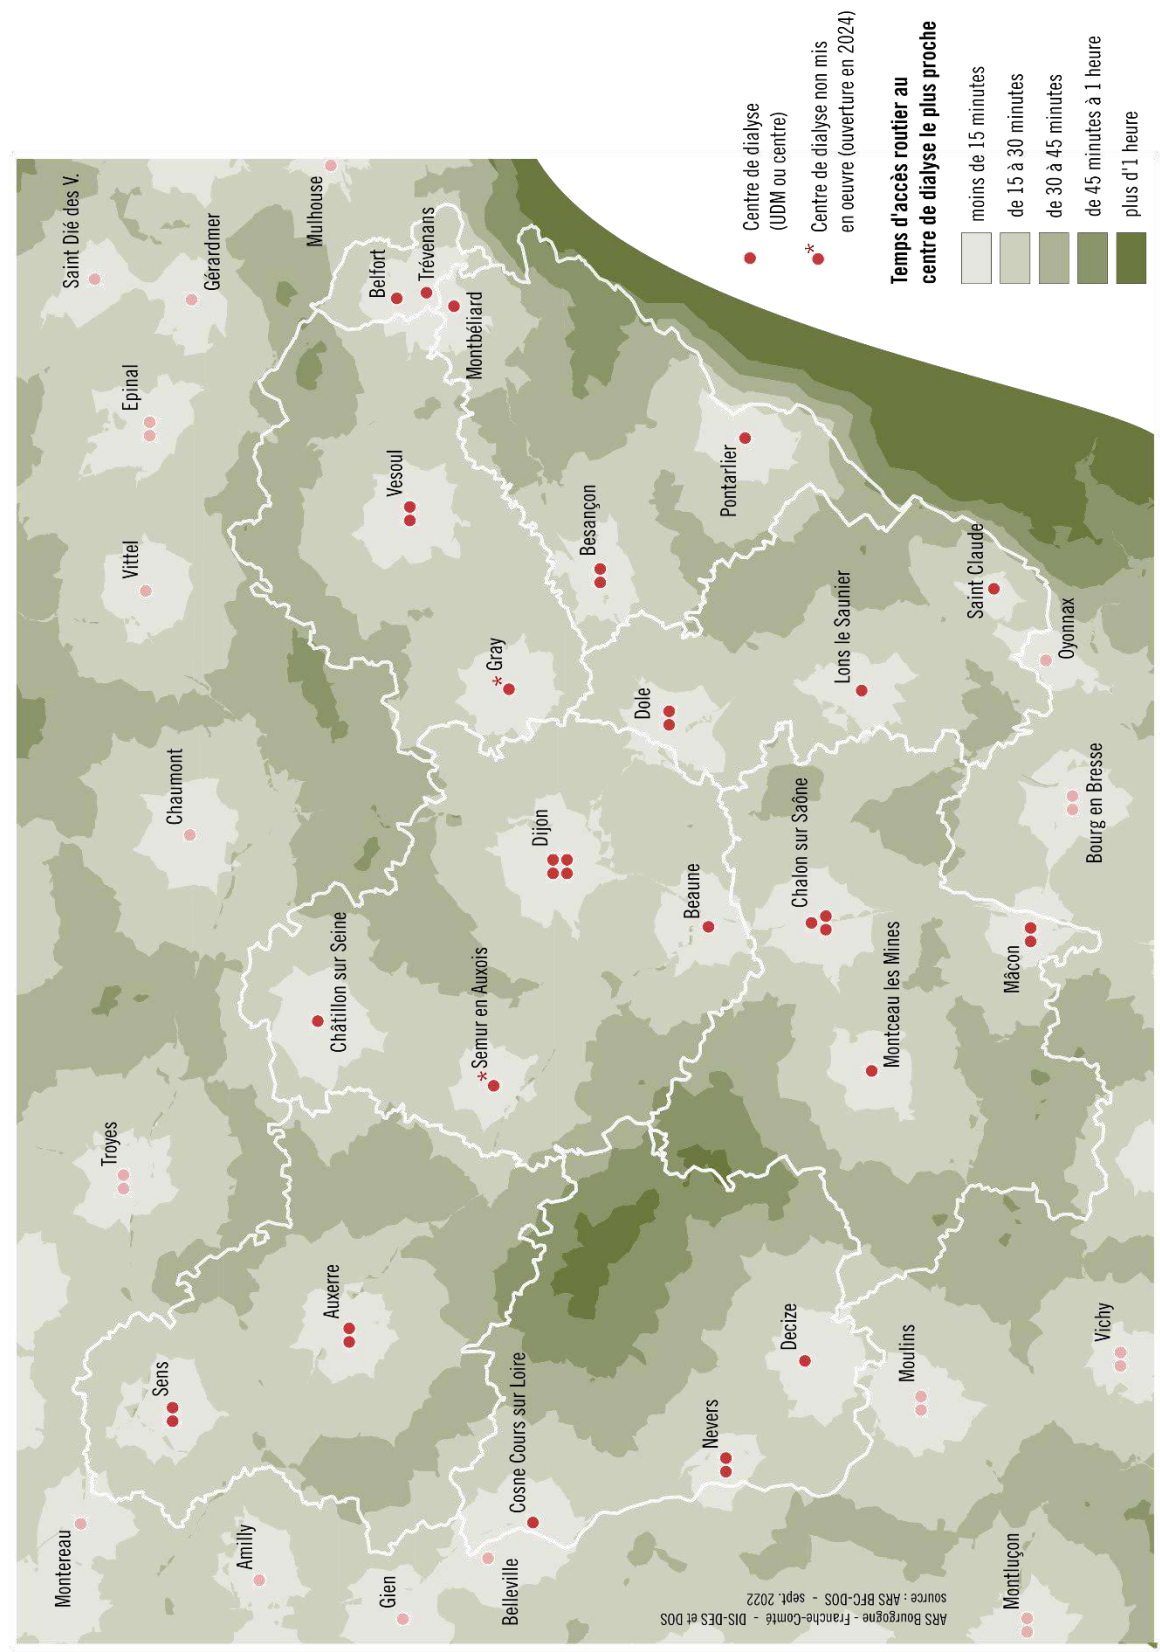 Montereau
Sens
Troyes
Chaumont
Vittel
Epinal
Saint Dié des V.
Gérardmer
Mulhouse
Amilly
Gien
Auxerre
Châtillon sur Seine
Vesoul
Belfort
Trévenans
Montbéliard
Belleville
Cosne Cours sur Loire
*Semur en Auxois
Dijon
* Gray
Besançon
Nevers
Decize
Beaune
Dole
Pontarlier
Moulins
Montceau les Mines
Chalon sur Saône
Lons le Saunier
Saint Claude
Oyonnax
Montluçon
Vichy
Mâcon
Bourg en Bresse
Centre de dialyse
(UDM ou centre)
* Centre de dialyse non mis
en oeuvre (ouverture en 2024)
Temps d'accès routier au
centre de dialyse le plus proche
moins de 15 minutes
de 15 à 30 minutes
de 30 à 45 minutes
de 45 minutes à 1 heure
plus d'1 heure
ARS Bourgogne - Franche-Comté - DIS-DES et DOS
source : ARS BFC-DOS - sept. 2022